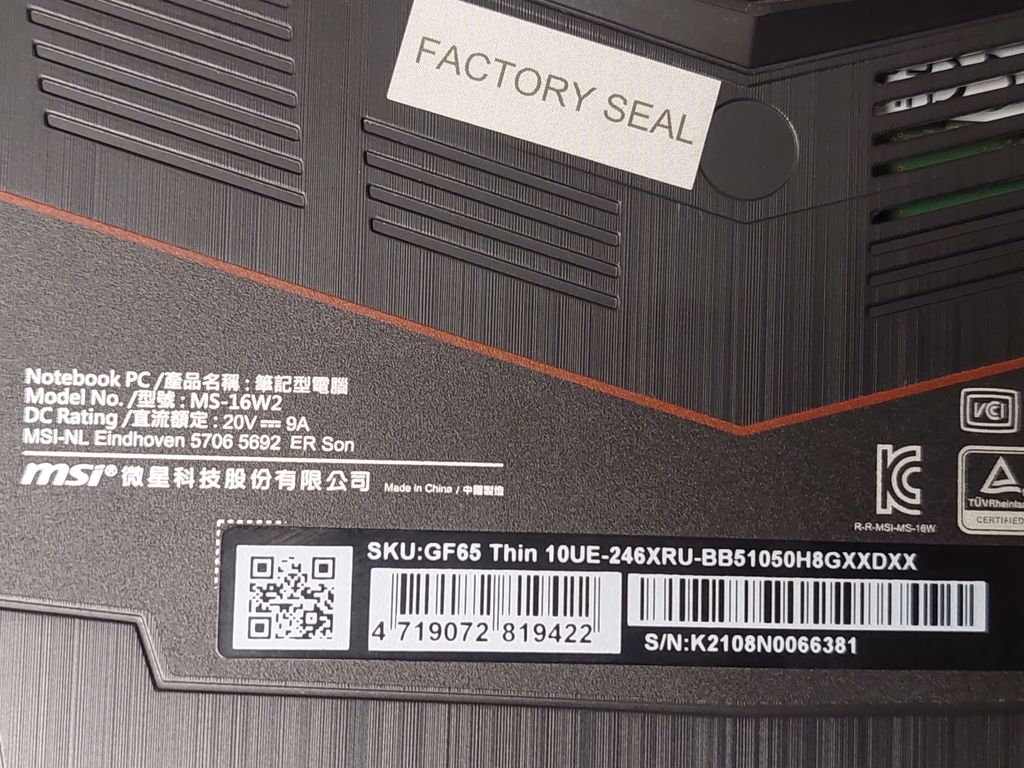 FACTORY SEAL
Notebook PC /產品名稱 : 筆記型電腦
Model No. /型號 : MS-16W2
DC Rating /直流額定 : 20V ⎓ 9A
MSI-NL Eindhoven 5706 5692 ER Son
msi® 微星科技股份有限公司 Made in China / 中國製造
VCI
R-R-MSI-MS-16W
CERTIFIED
SKU:GF65 Thin 10UE-246XRU-BB51050H8GXXDXX
4 719072 819422
S/N:K2108N0066381